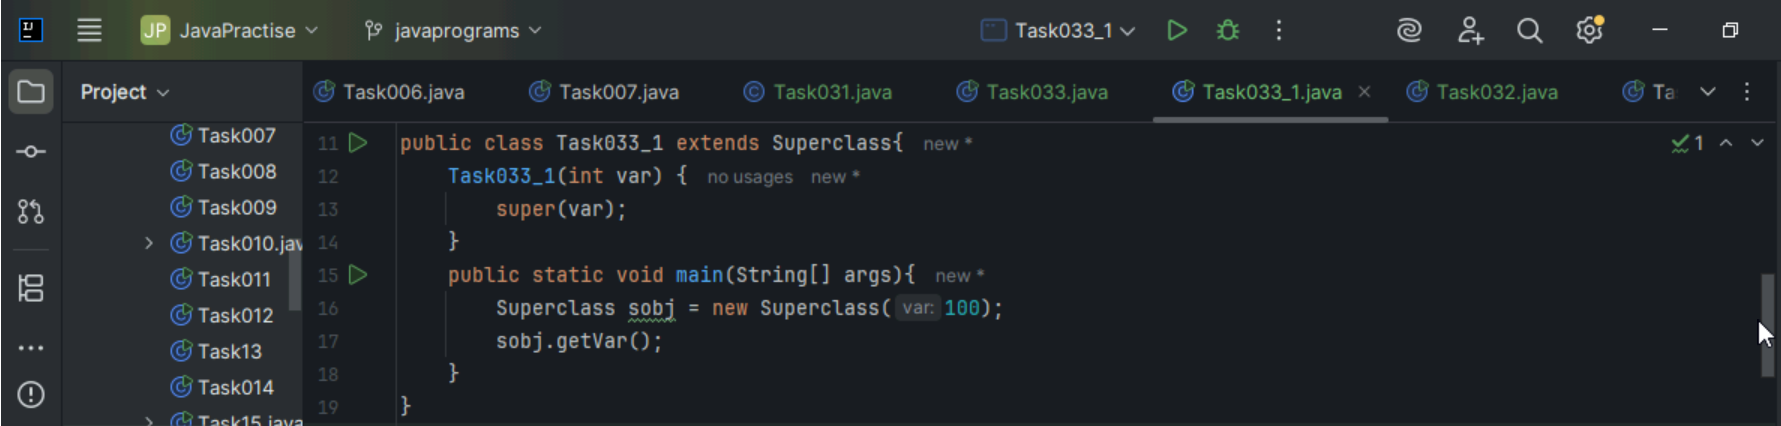 IJ JP JavaPractise javaprograms Task033_1
Project Task006.java Task007.java Task031.java Task033.java Task033_1.java Task032.java Ta
Task007
Task008
Task009
Task010.jav
Task011
Task012
Task13
Task014
Task15.java
11 public class Task033_1 extends Superclass{ new *
12 Task033_1(int var) { no usages new *
13 super(var);
14 }
15 public static void main(String[] args){ new *
16 Superclass sobj = new Superclass( var: 100);
17 sobj.getVar();
18 }
19 }
1